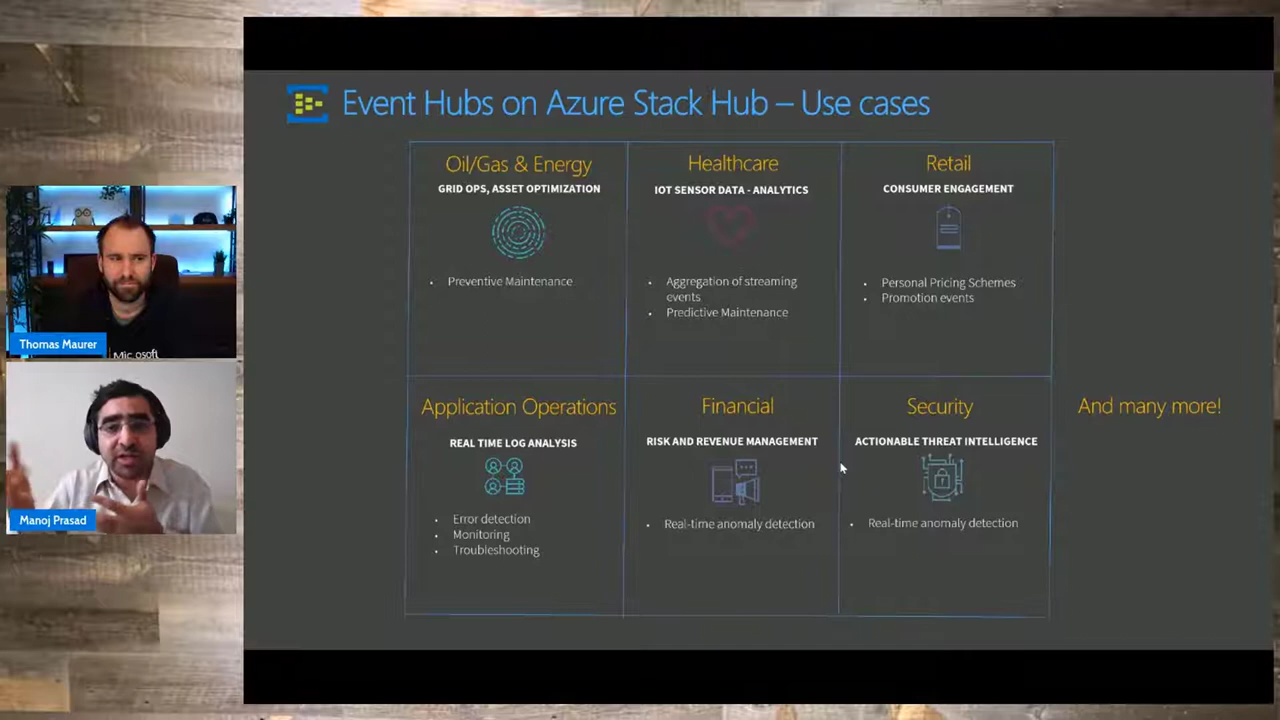 Event Hubs on Azure Stack Hub – Use cases
Oil/Gas & Energy
GRID OPS, ASSET OPTIMIZATION
• Preventive Maintenance
Healthcare
IOT SENSOR DATA - ANALYTICS
• Aggregation of streaming
events
• Predictive Maintenance
Retail
CONSUMER ENGAGEMENT
• Personal Pricing Schemes
• Promotion events
Application Operations
REAL TIME LOG ANALYSIS
• Error detection
• Monitoring
• Troubleshooting
Financial
RISK AND REVENUE MANAGEMENT
• Real-time anomaly detection
Security
ACTIONABLE THREAT INTELLIGENCE
• Real-time anomaly detection
And many more!
Thomas Maurer
Microsoft
Manoj Prasad